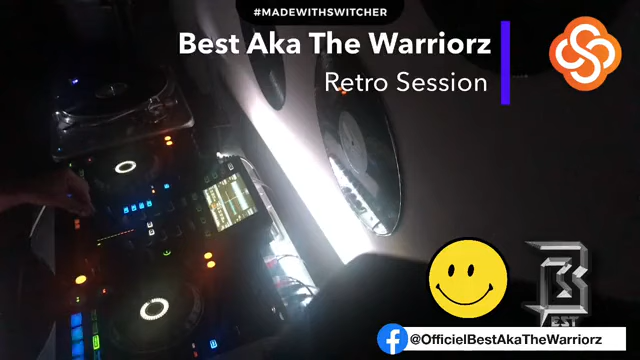 #MADEWITHSWITCHER
Best Aka The Warriorz
Retro Session
B
EST
@OfficielBestAkaTheWarriorz